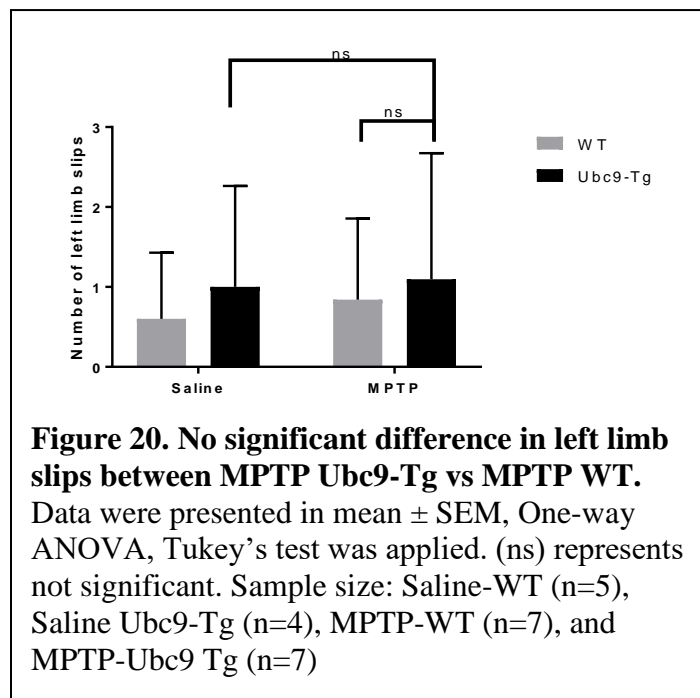 ns
ns
3
2
1
0
Number of left limb slips
Saline
MPTP
WT
Ubc9-Tg
Figure 20. No significant difference in left limb
slips between MPTP Ubc9-Tg vs MPTP WT.
Data were presented in mean ± SEM, One-way
ANOVA, Tukey’s test was applied. (ns) represents
not significant. Sample size: Saline-WT (n=5),
Saline Ubc9-Tg (n=4), MPTP-WT (n=7), and
MPTP-Ubc9 Tg (n=7)